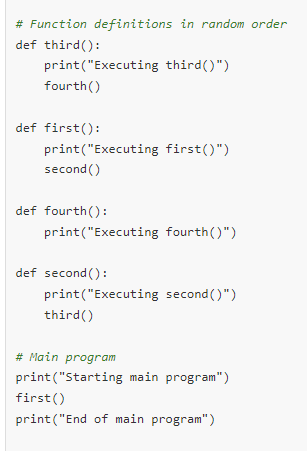 # Function definitions in random order
def third():
    print("Executing third()")
    fourth()

def first():
    print("Executing first()")
    second()

def fourth():
    print("Executing fourth()")

def second():
    print("Executing second()")
    third()

# Main program
print("Starting main program")
first()
print("End of main program")